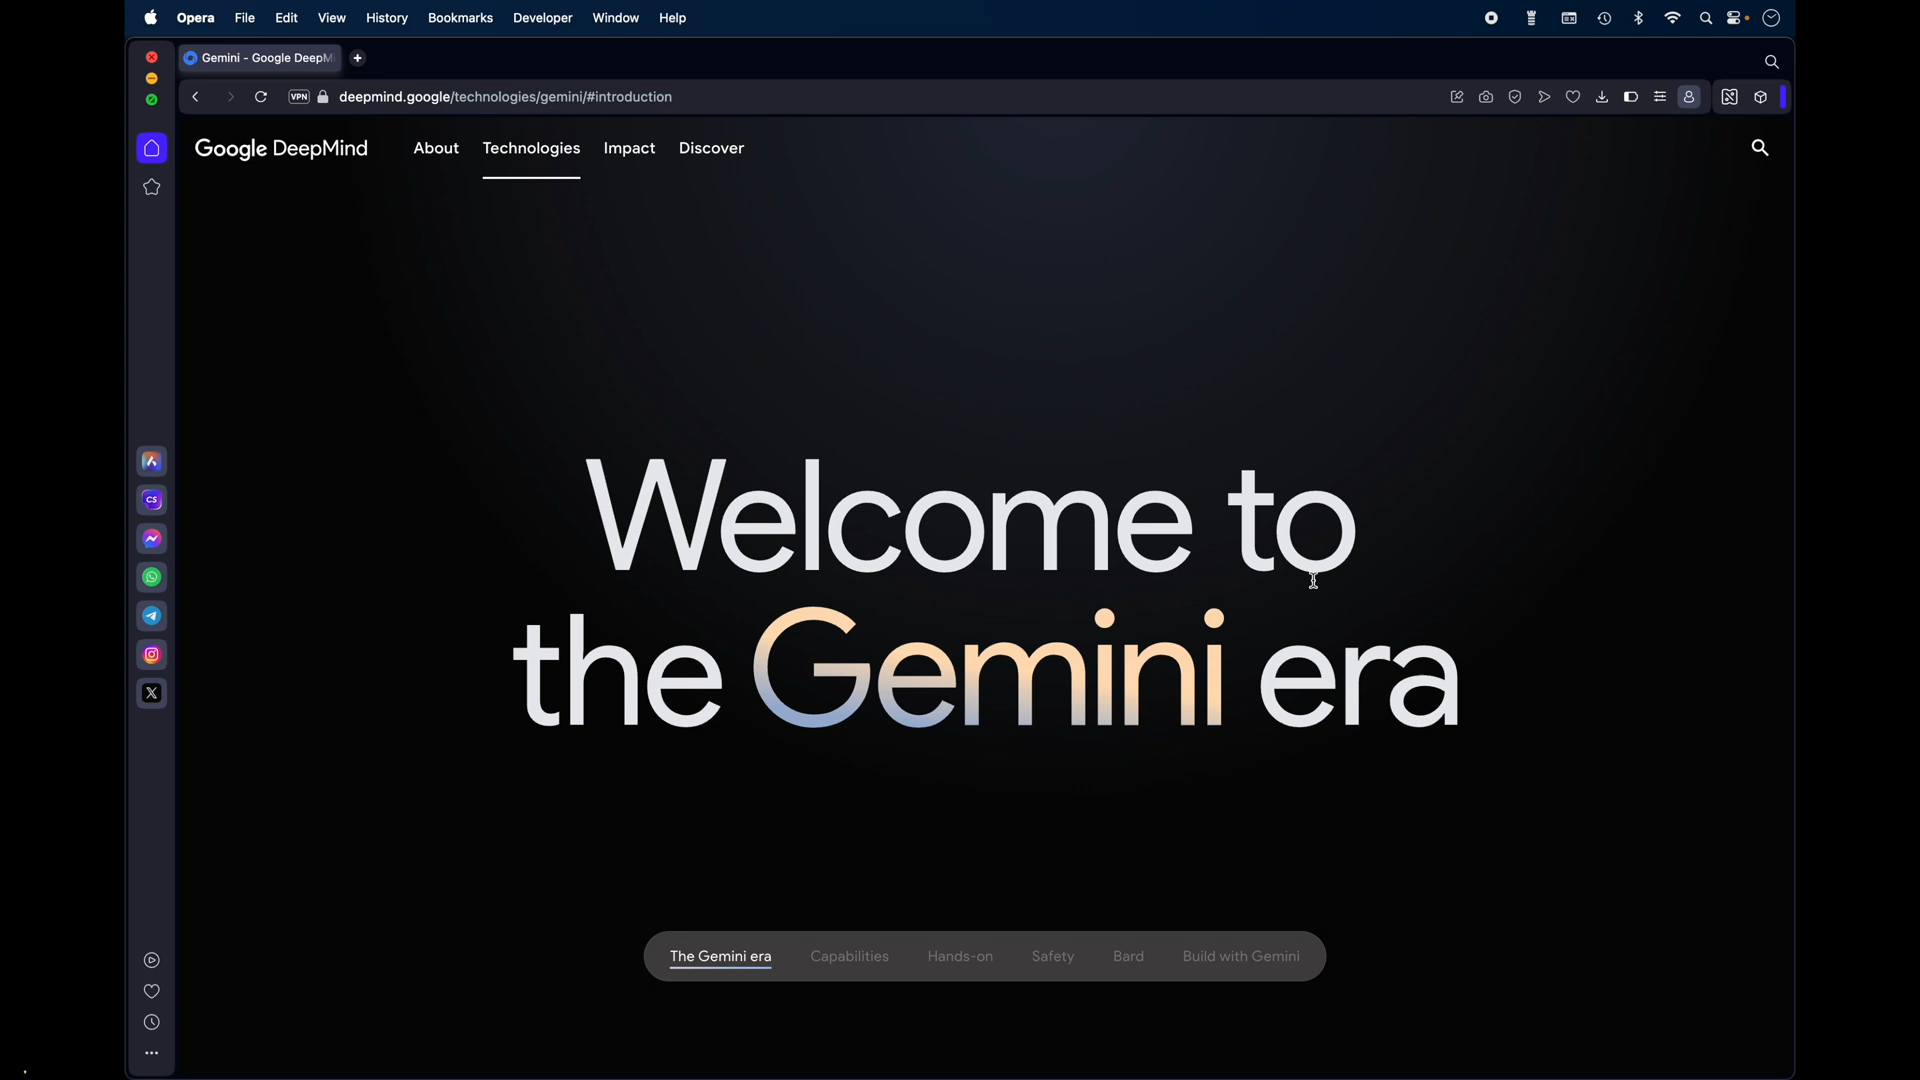 Opera File Edit View History Bookmarks Developer Window Help
Gemini - Google DeepM
VPN deepmind.google/technologies/gemini/#introduction
Google DeepMind About Technologies Impact Discover
CS
Welcome to
the Gemini era
The Gemini era Capabilities Hands-on Safety Bard Build with Gemini